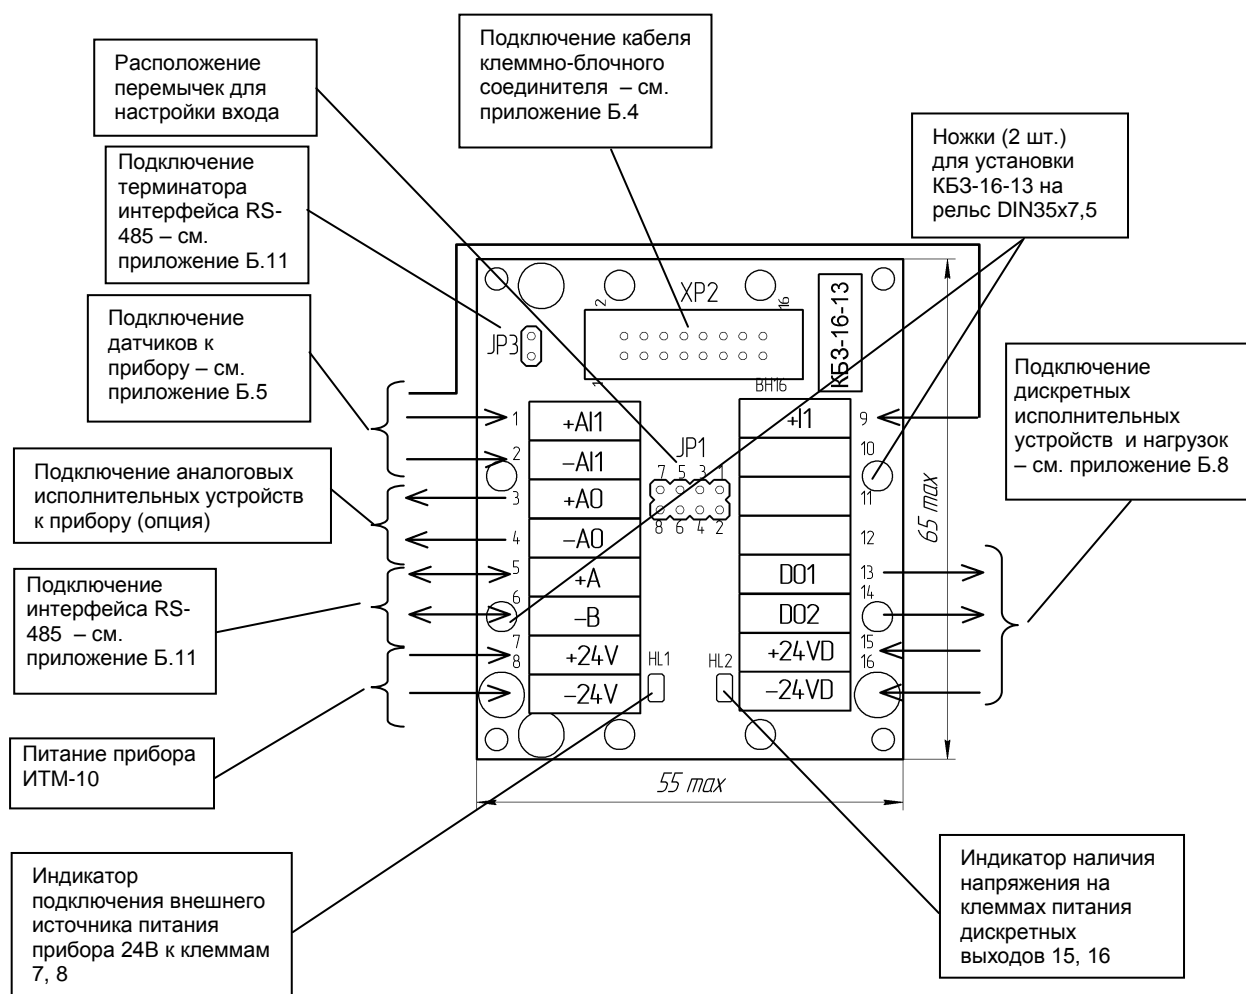 Подключение кабеля
клеммно-блочного
соединителя – см.
приложение Б.4
Расположение
перемычек для
настройки входа
Ножки (2 шт.)
для установки
КБЗ-16-13 на
рельс DIN35x7,5
Подключение
терминатора
интерфейса RS-
485 – см.
приложение Б.11
Подключение
датчиков к
прибору – см.
приложение Б.5
Подключение аналоговых
исполнительных устройств
к прибору (опция)
Подключение
интерфейса RS-
485 – см.
приложение Б.11
Питание прибора
ИТМ-10
Индикатор
подключения внешнего
источника питания
прибора 24В к клеммам
7, 8
2
XP2
16
1
BH16
КБЗ-16-13
JP3
1 +AI1
2 –AI1
3 +AO
4 –AO
5 +A
6 –B
7 +24V
8 –24V
JP1
7 5 3 1
8 6 4 2
HL1
HL2
+I1 9
10
11
12
DO1 13
DO2 14
+24VD 15
–24VD 16
65 max
55 max
Подключение
дискретных
исполнительных
устройств и нагрузок
– см. приложение Б.8
Индикатор наличия
напряжения на
клеммах питания
дискретных
выходов 15, 16